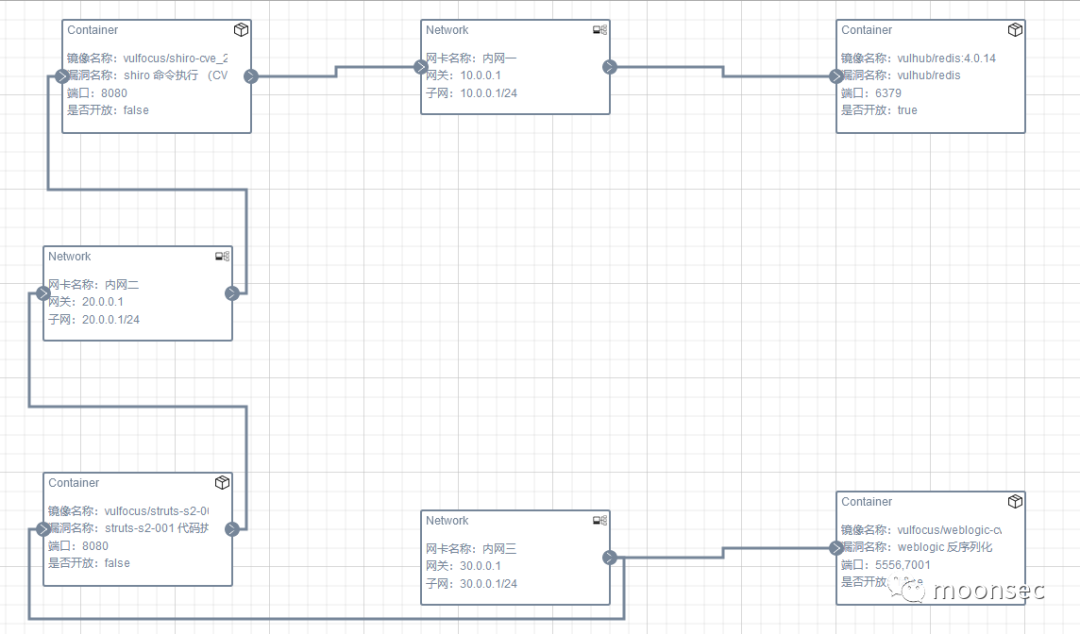 Container
镜像名称：vulfocus/shiro-cve_2
漏洞名称：shiro 命令执行 （CV
端口：8080
是否开放：false
Network
网卡名称：内网一
网关：10.0.0.1
子网：10.0.0.1/24
Container
镜像名称：vulhub/redis:4.0.14
漏洞名称：vulhub/redis
端口：6379
是否开放：true
Network
网卡名称：内网二
网关：20.0.0.1
子网：20.0.0.1/24
Container
镜像名称：vulfocus/struts-s2-0
漏洞名称：struts-s2-001 代码执
端口：8080
是否开放：false
Network
网卡名称：内网三
网关：30.0.0.1
子网：30.0.0.1/24
Container
镜像名称：vulfocus/weblogic-cv
漏洞名称：weblogic 反序列化
端口：5556,7001
是否开放：
moonsec